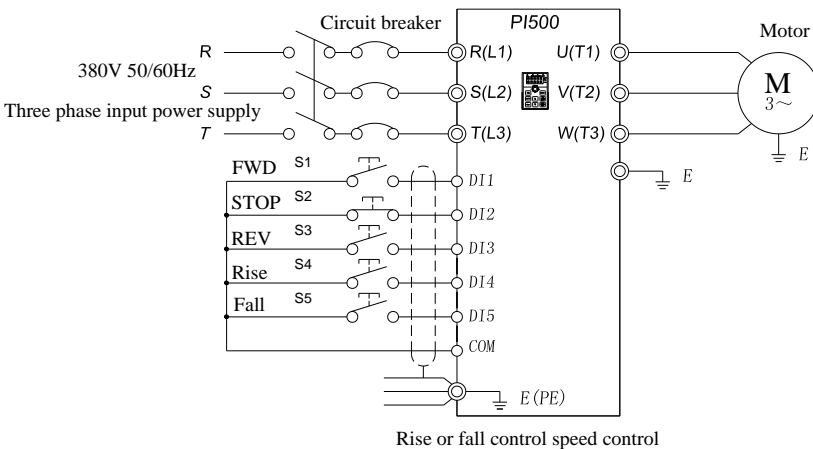 Circuit breaker
PI500
Motor
R
R(L1)
U(T1)
380V 50/60Hz
S
S(L2)
V(T2)
M
3～
Three phase input power supply
T
T(L3)
W(T3)
E
FWD
S1
DI1
E
STOP
S2
DI2
REV
S3
DI3
Rise
S4
DI4
Fall
S5
DI5
COM
E(PE)
Rise or fall control speed control